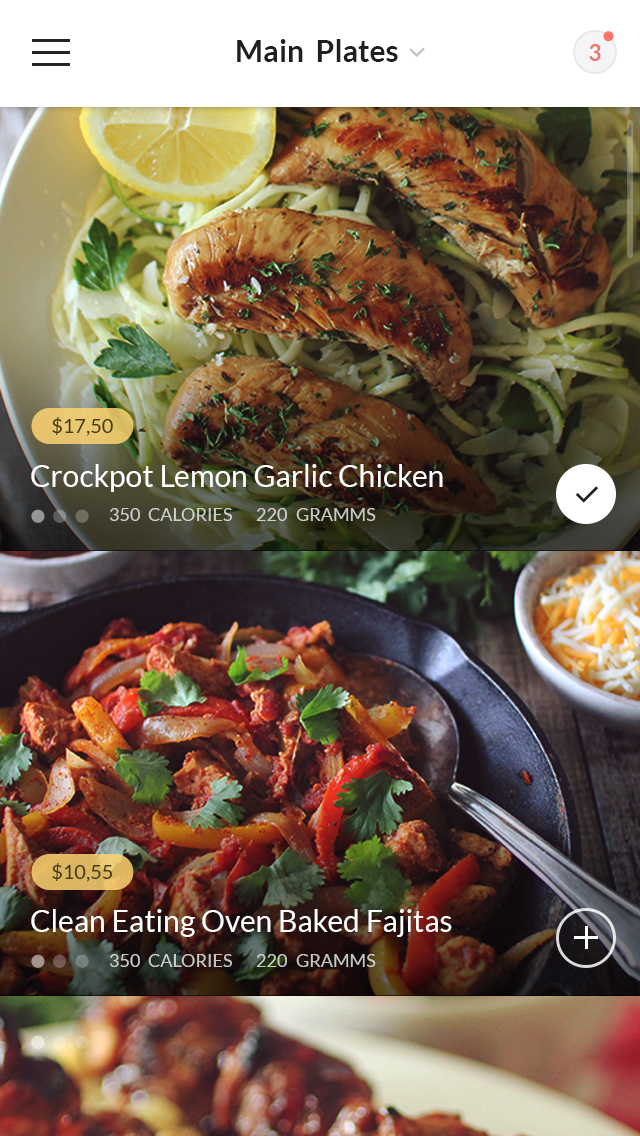 Main Plates
3
$17,50
Crockpot Lemon Garlic Chicken
350 CALORIES 220 GRAMMS
$10,55
Clean Eating Oven Baked Fajitas
350 CALORIES 220 GRAMMS